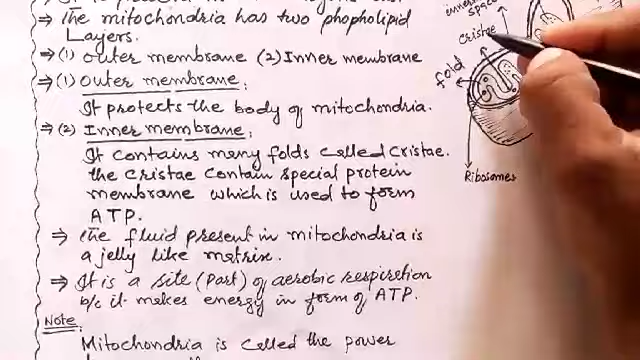 ⇒ The mitochondria has two phopholipid
Layers.
⇒ (1) outer membrane (2) Inner membrane
⇒ (1) Outer membrane:
It protects the body of mitochondria.
⇒ (2) Inner membrane:
It contains many folds called Cristae.
the Cristae contain special protein
membrane which is used to form
ATP.
⇒ The fluid present in mitochondria is
a jelly like matrix.
⇒ It is a site (Part) of aerobic respiration
b/c it makes energy in form of ATP.
Note:
Mitochondria is called the power
space
Cristae
fold
Ribosomes